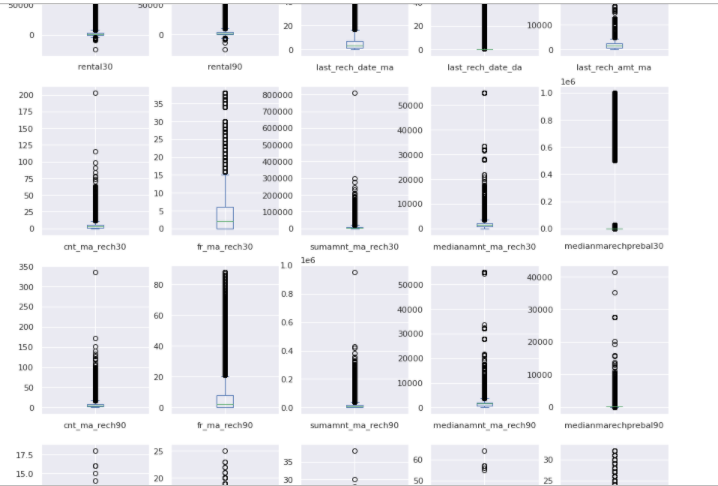 50000 50000 40 40
0 0 20 20 10000
0 0 0
rental30 rental90 last_rech_date_ma last_rech_date_da last_rech_amt_ma
1e6
200 35 800000 50000 1.0
175 30 700000 40000 0.8
150 25 600000 30000 0.6
125 20 500000 20000 0.4
100 15 400000 10000 0.2
75 10 300000 0 0.0
50 5 200000
25 0 100000
0 0
cnt_ma_rech30 fr_ma_rech30 sumamnt_ma_rech30 medianamnt_ma_rech30 medianmarechprebal30
1e6
350 80 1.0 50000 40000
300 60 0.8 40000 30000
250 40 0.6 30000 20000
200 20 0.4 20000 10000
150 0 0.2 10000 0
100 0.0 0
50
0
cnt_ma_rech90 fr_ma_rech90 sumamnt_ma_rech90 medianamnt_ma_rech90 medianmarechprebal90
17.5 25 35 60 30
15.0 20 30 50 25